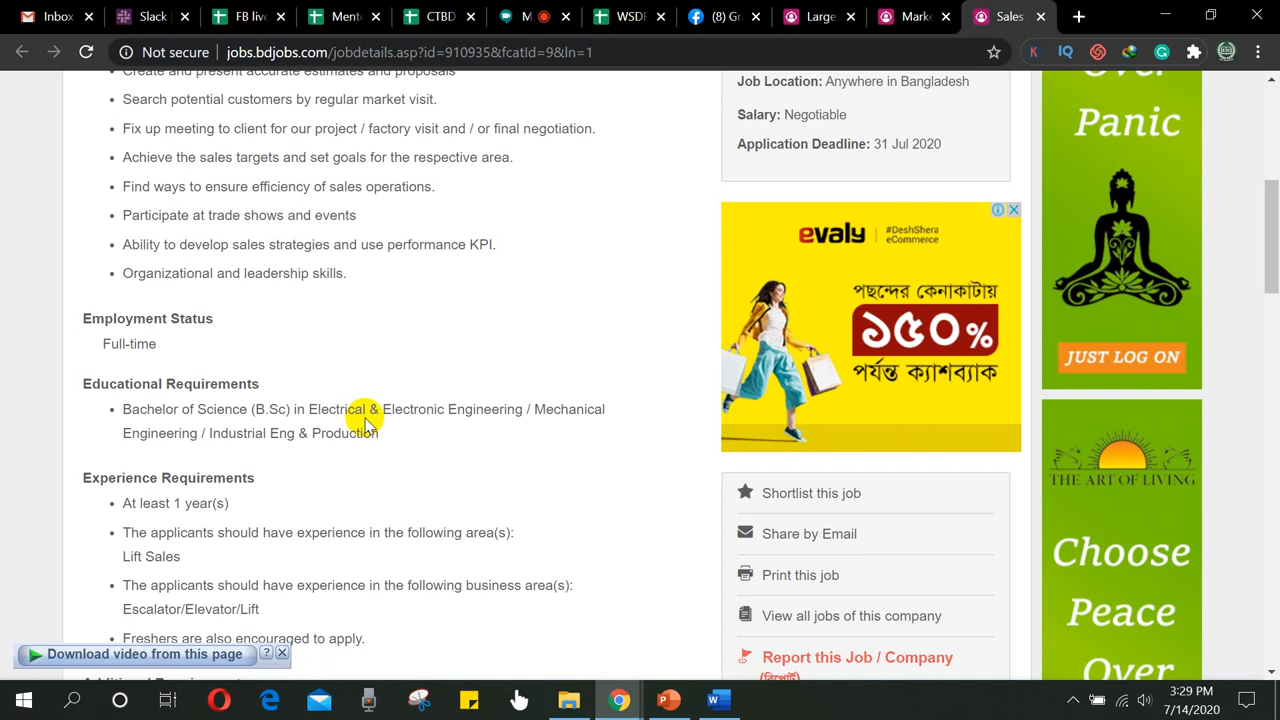 Inbox
Slack
FB live
Mente
CTBD
M
WSDF
(8) Gr
Large
Marke
Sales
Not secure
jobs.bdjobs.com/jobdetails.asp?id=910935&fcatId=9&ln=1
Create and present accurate estimates and proposals
Search potential customers by regular market visit.
Fix up meeting to client for our project / factory visit and / or final negotiation.
Achieve the sales targets and set goals for the respective area.
Find ways to ensure efficiency of sales operations.
Participate at trade shows and events
Ability to develop sales strategies and use performance KPI.
Organizational and leadership skills.
Employment Status
Full-time
Educational Requirements
Bachelor of Science (B.Sc) in Electrical & Electronic Engineering / Mechanical
Engineering / Industrial Eng & Production
Experience Requirements
At least 1 year(s)
The applicants should have experience in the following area(s):
Lift Sales
The applicants should have experience in the following business area(s):
Escalator/Elevator/Lift
Freshers are also encouraged to apply.
Download video from this page
?
Job Location: Anywhere in Bangladesh
Salary: Negotiable
Application Deadline: 31 Jul 2020
evaly
#DeshShera
eCommerce
পছন্দের কেনাকাটায়
১৫০%
পর্যন্ত ক্যাশব্যাক
Shortlist this job
Share by Email
Print this job
View all jobs of this company
Report this Job / Company
Over
Panic
JUST LOG ON
THE ART OF LIVING
Choose
Peace
Over
3:29 PM
7/14/2020